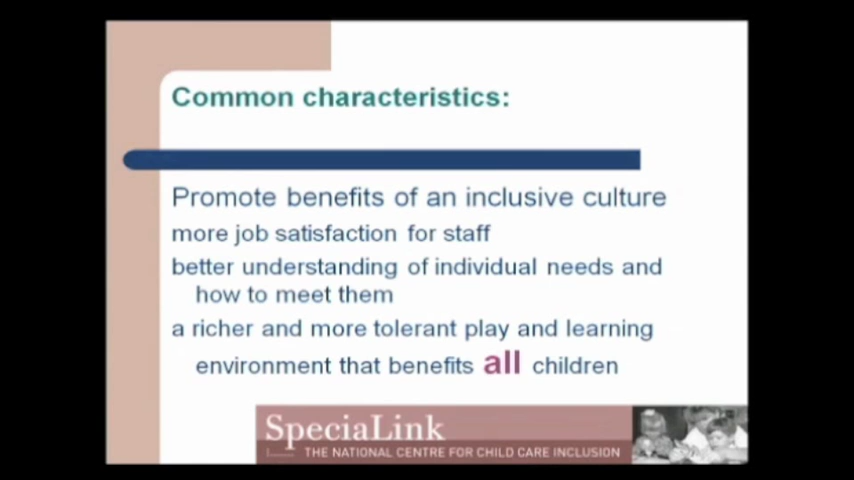 Common characteristics:
Promote benefits of an inclusive culture
more job satisfaction for staff
better understanding of individual needs and
how to meet them
a richer and more tolerant play and learning
environment that benefits all children
SpeciaLink
THE NATIONAL CENTRE FOR CHILD CARE INCLUSION